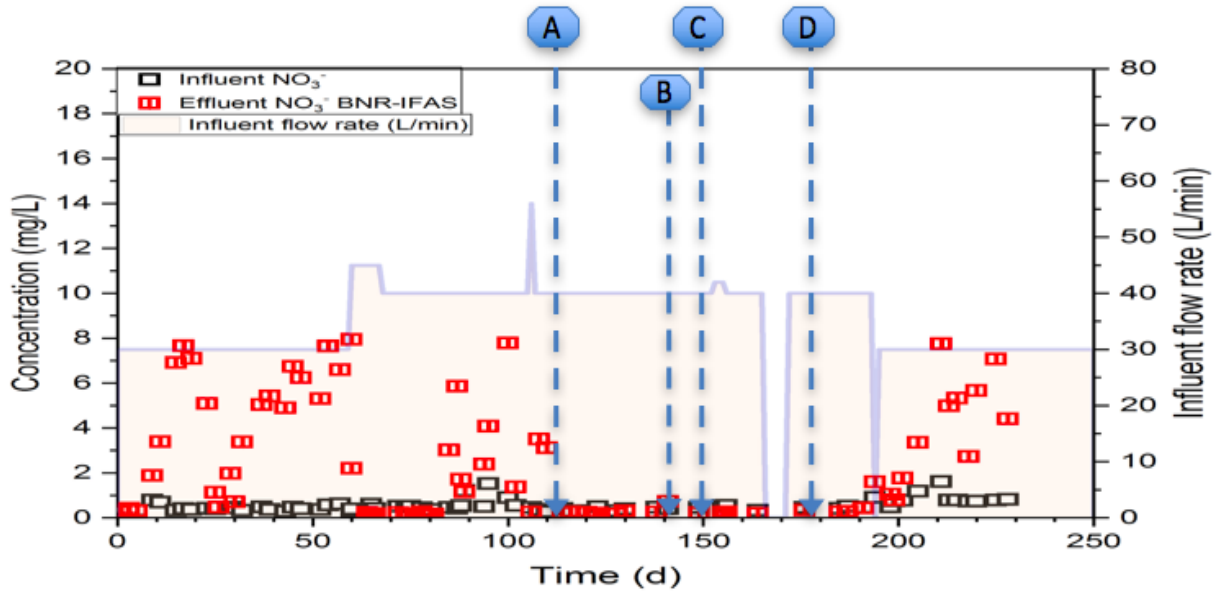 A
C
D
B
Influent NO₃⁻
Effluent NO₃⁻ BNR-IFAS
Influent flow rate (L/min)
20
18
16
14
12
10
8
6
4
2
0
80
70
60
50
40
30
20
10
0
Concentration (mg/L)
Influent flow rate (L/min)
0
50
100
150
200
250
Time (d)